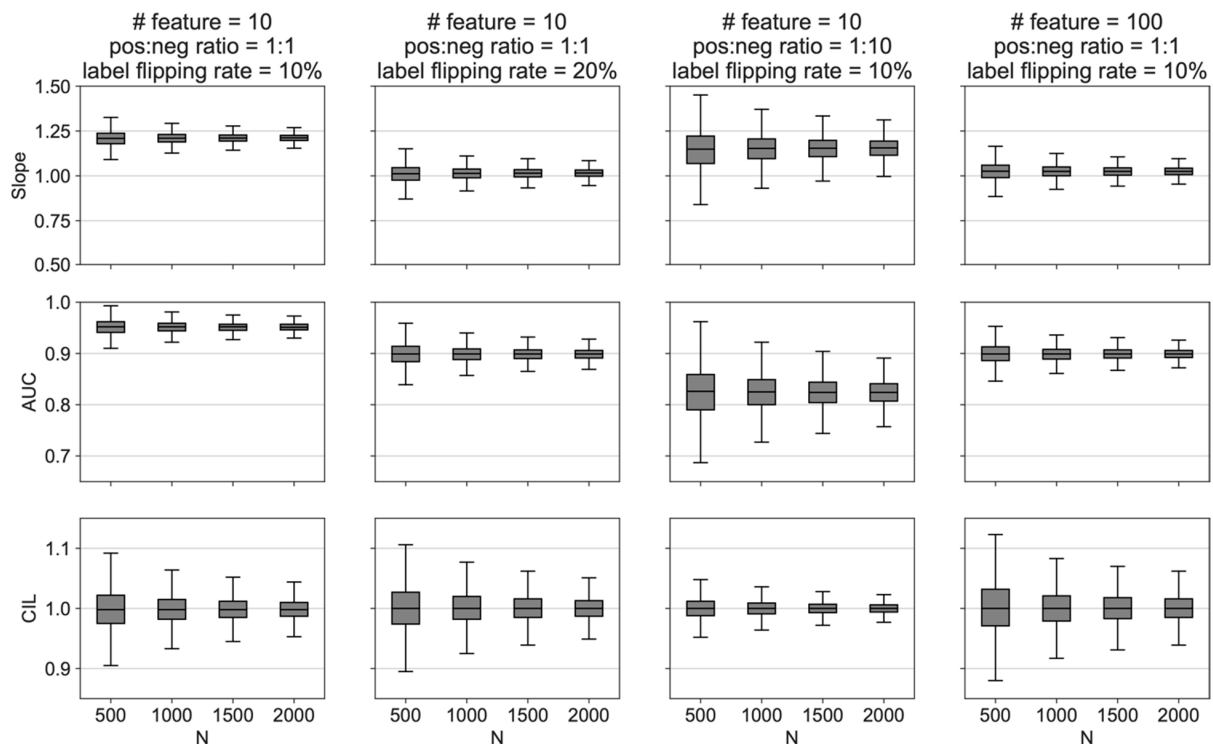 # feature = 10
pos:neg ratio = 1:1
label flipping rate = 10%
# feature = 10
pos:neg ratio = 1:1
label flipping rate = 20%
# feature = 10
pos:neg ratio = 1:10
label flipping rate = 10%
# feature = 100
pos:neg ratio = 1:1
label flipping rate = 10%
Slope
1.50
1.25
1.00
0.75
0.50
AUC
1.0
0.9
0.8
0.7
CIL
1.1
1.0
0.9
500 1000 1500 2000
N
500 1000 1500 2000
N
500 1000 1500 2000
N
500 1000 1500 2000
N